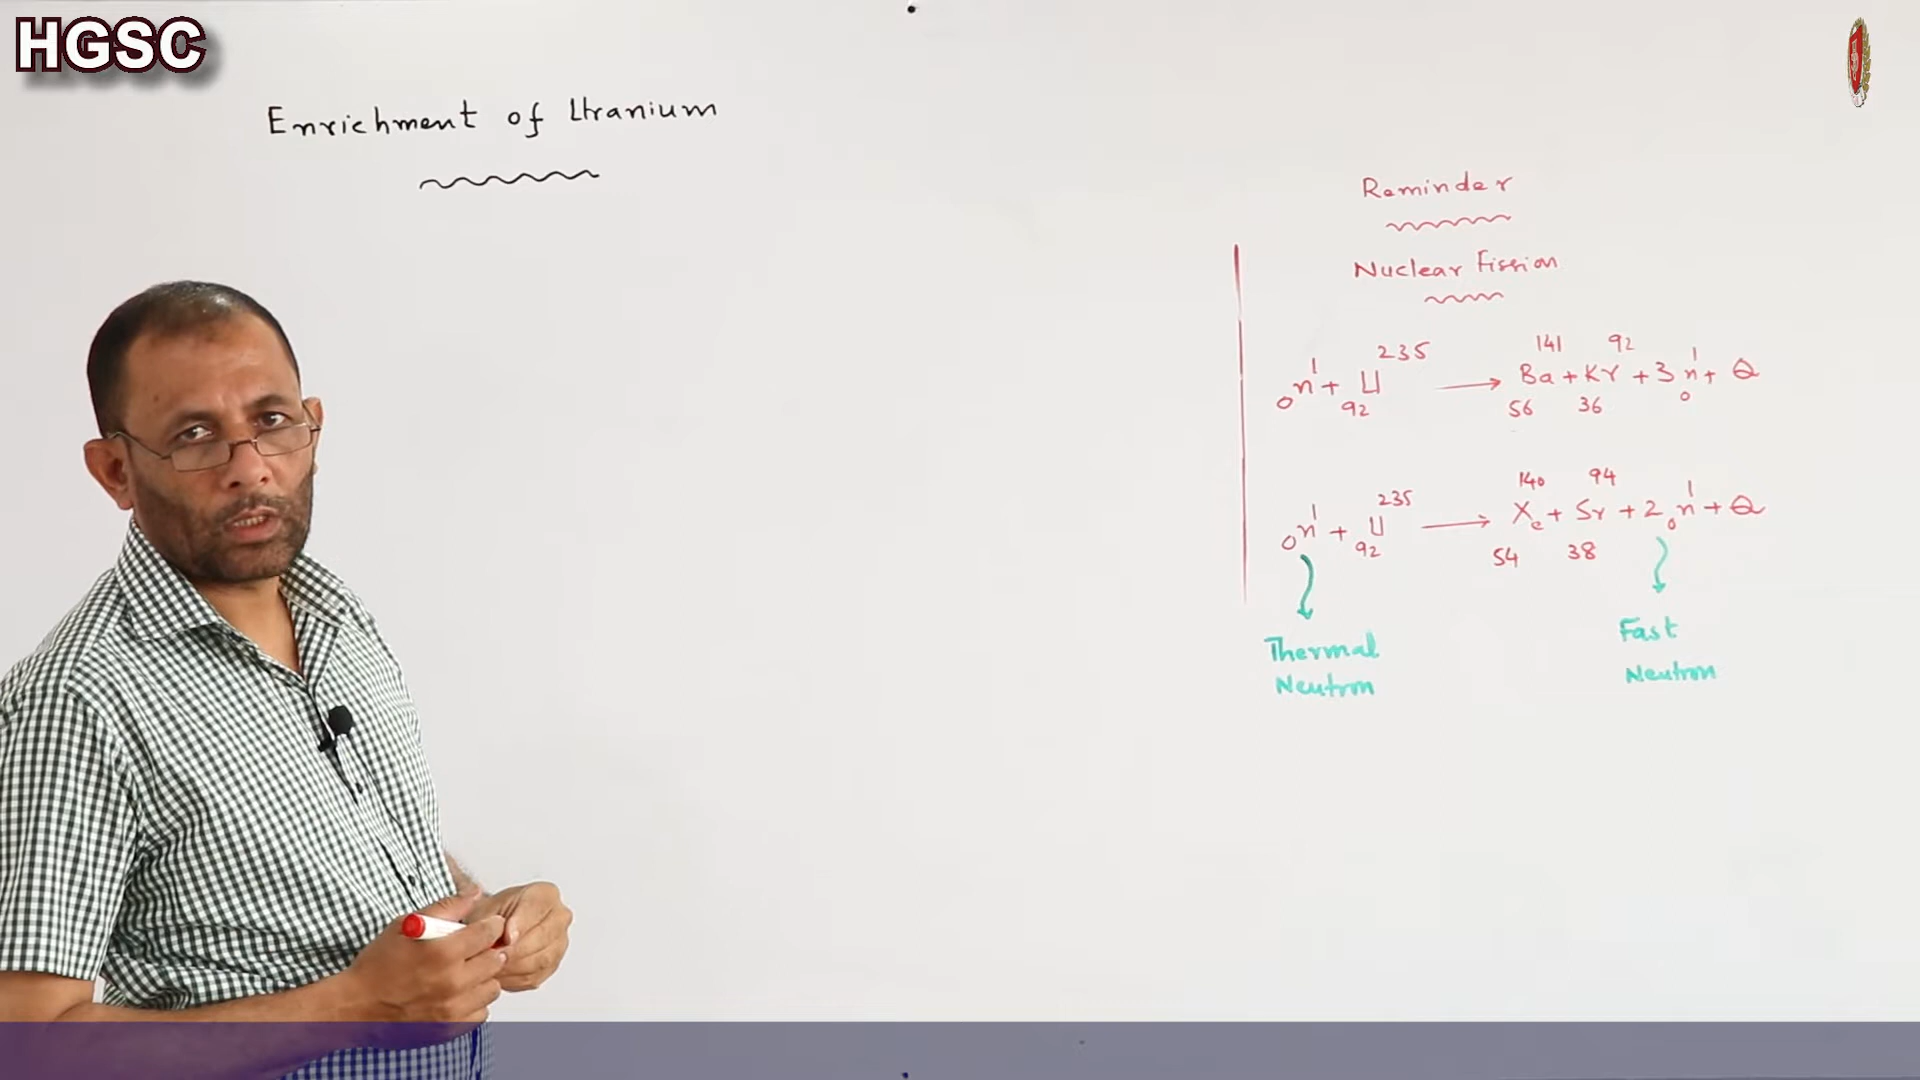 HGSC
Enrichment of Uranium
Reminder
Nuclear Fission
₀n¹ + ₉₂U²³⁵ → ₅₆Ba¹⁴¹ + ₃₆Kr⁹² + 3 ₀n¹ + Q
₀n¹ + ₉₂U²³⁵ → ₅₄Xe¹⁴⁰ + ₃₈Sr⁹⁴ + 2 ₀n¹ + Q
Thermal
Neutron
Fast
Neutron